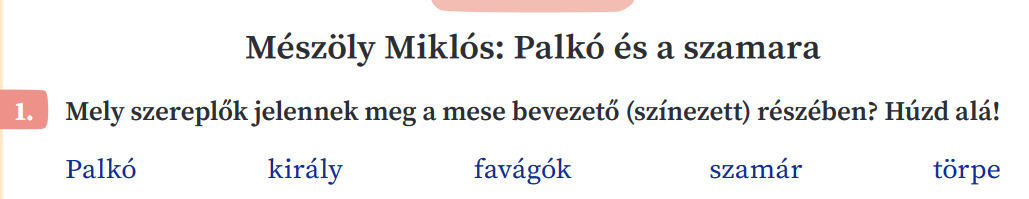 Mészöly Miklós: Palkó és a szamara
1. Mely szereplők jelennek meg a mese bevezető (színezett) részében? Húzd alá!
Palkó király favágók szamár törpe